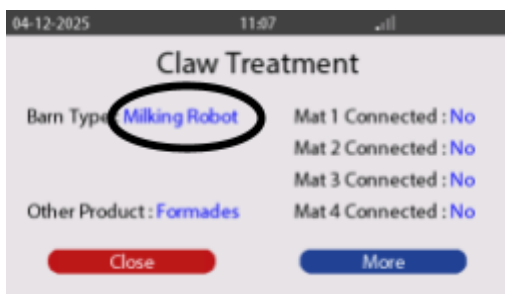 04-12-2025 11:07
Claw Treatment
Barn Type: Milking Robot Mat 1 Connected : No
Mat 2 Connected : No
Mat 3 Connected : No
Other Product : Formades Mat 4 Connected : No
Close More